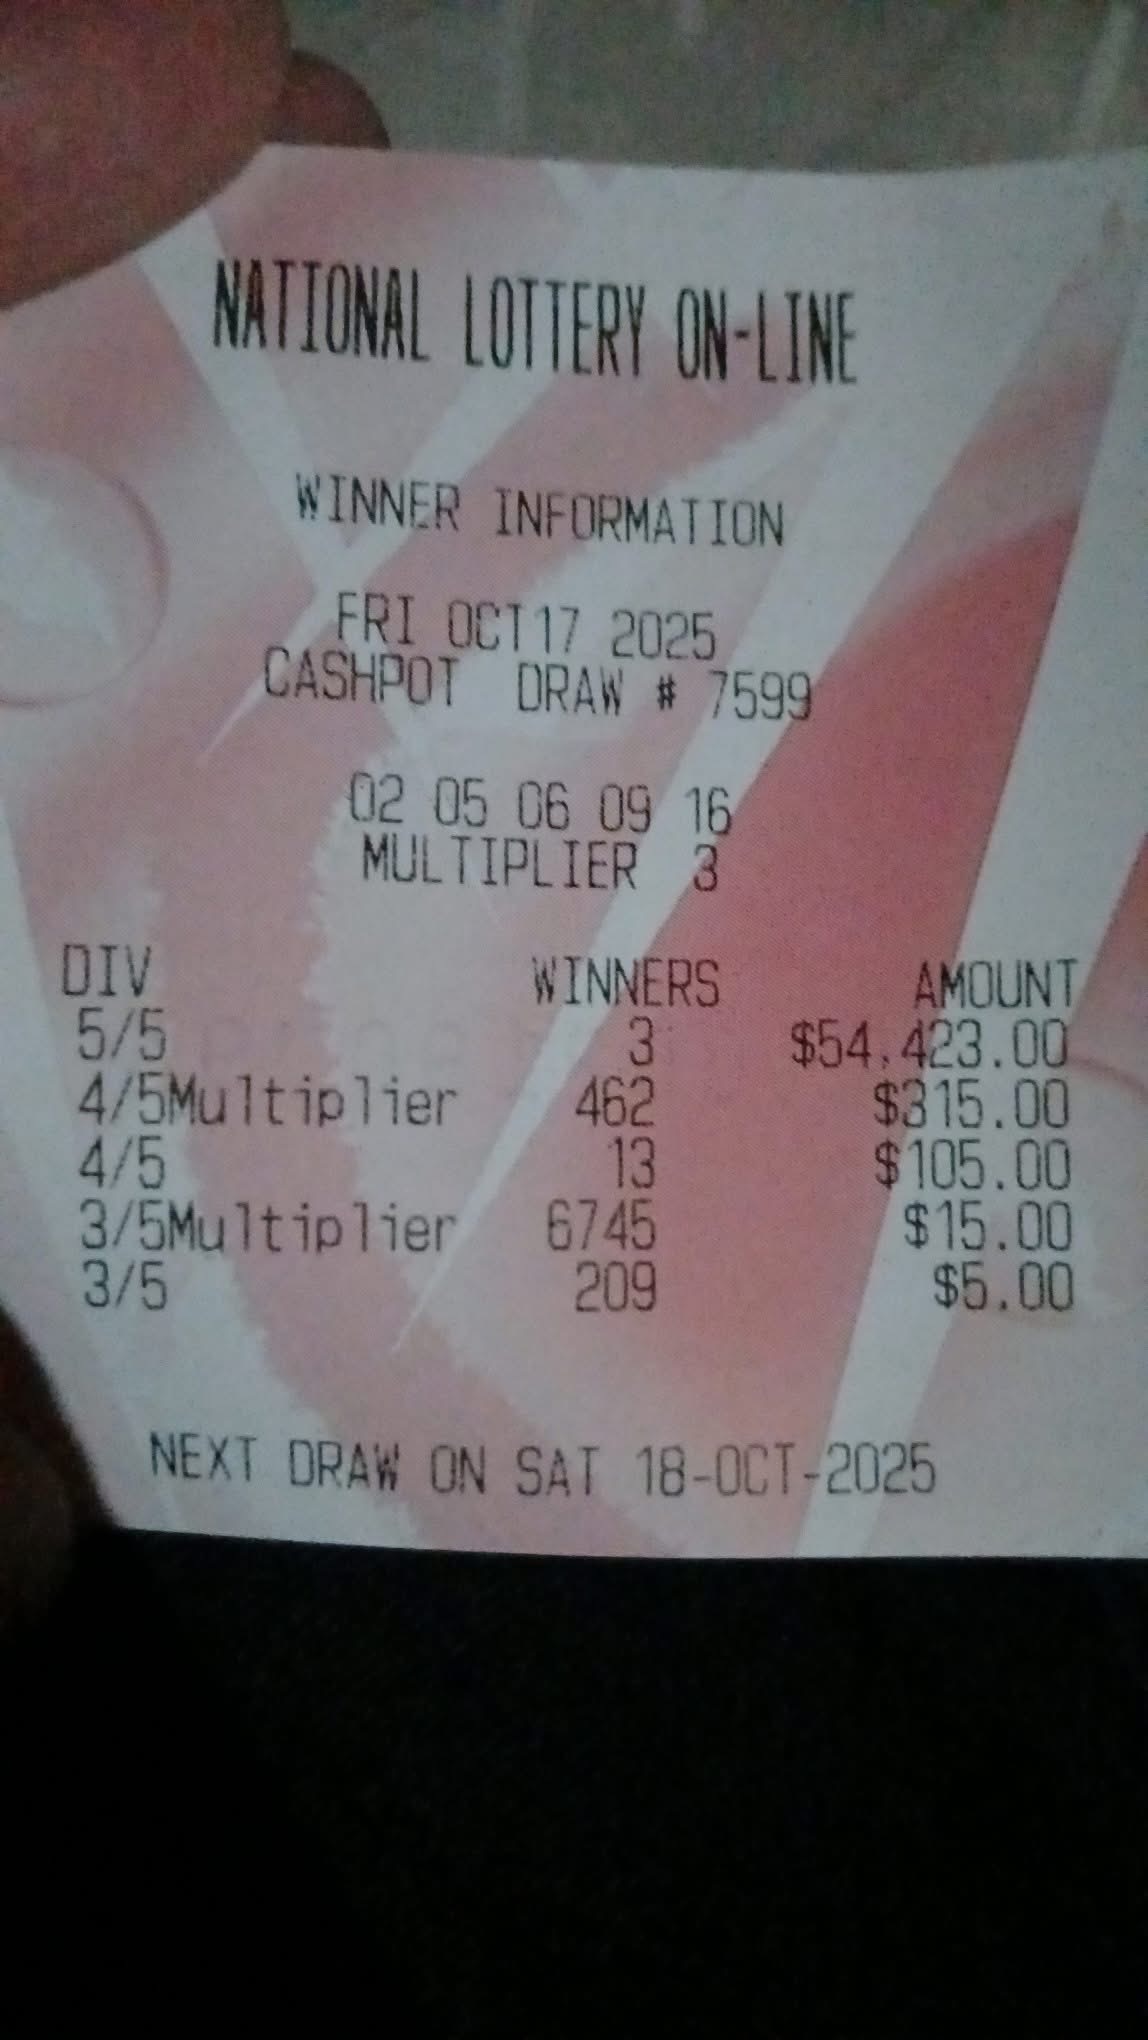 NATIONAL LOTTERY ON-LINE
WINNER INFORMATION
FRI OCT17 2025
CASHPOT DRAW # 7599
02 05 06 09 16
MULTIPLIER 3
DIV WINNERS AMOUNT
5/5 3 $54,423.00
4/5Multiplier 462 $315.00
4/5 13 $105.00
3/5Multiplier 6745 $15.00
3/5 209 $5.00
NEXT DRAW ON SAT 18-OCT-2025